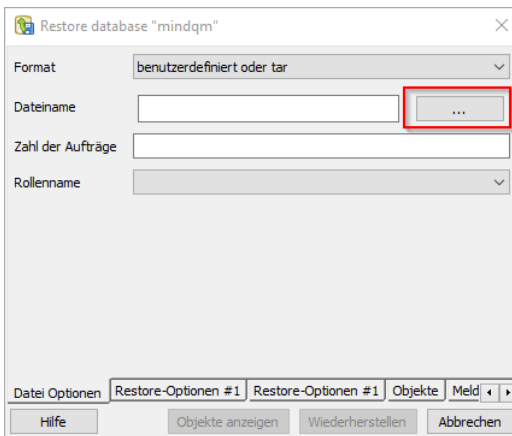 Restore database "mindqm"
Format benutzerdefiniert oder tar
Dateiname ...
Zahl der Aufträge
Rollenname
Datei Optionen Restore-Optionen #1 Restore-Optionen #1 Objekte Meld
Hilfe Objekte anzeigen Wiederherstellen Abbrechen